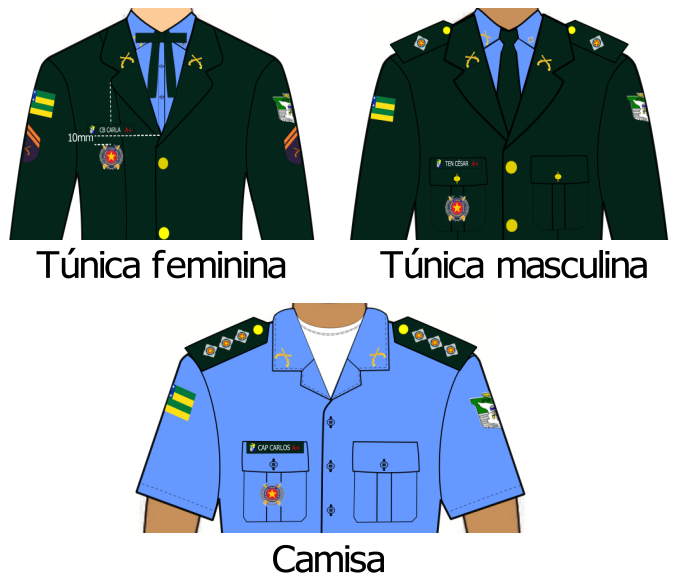 CB CARLA A+
10mm
TEN CÉSAR A+
Túnica feminina
Túnica masculina
CAP CARLOS A+
Camisa